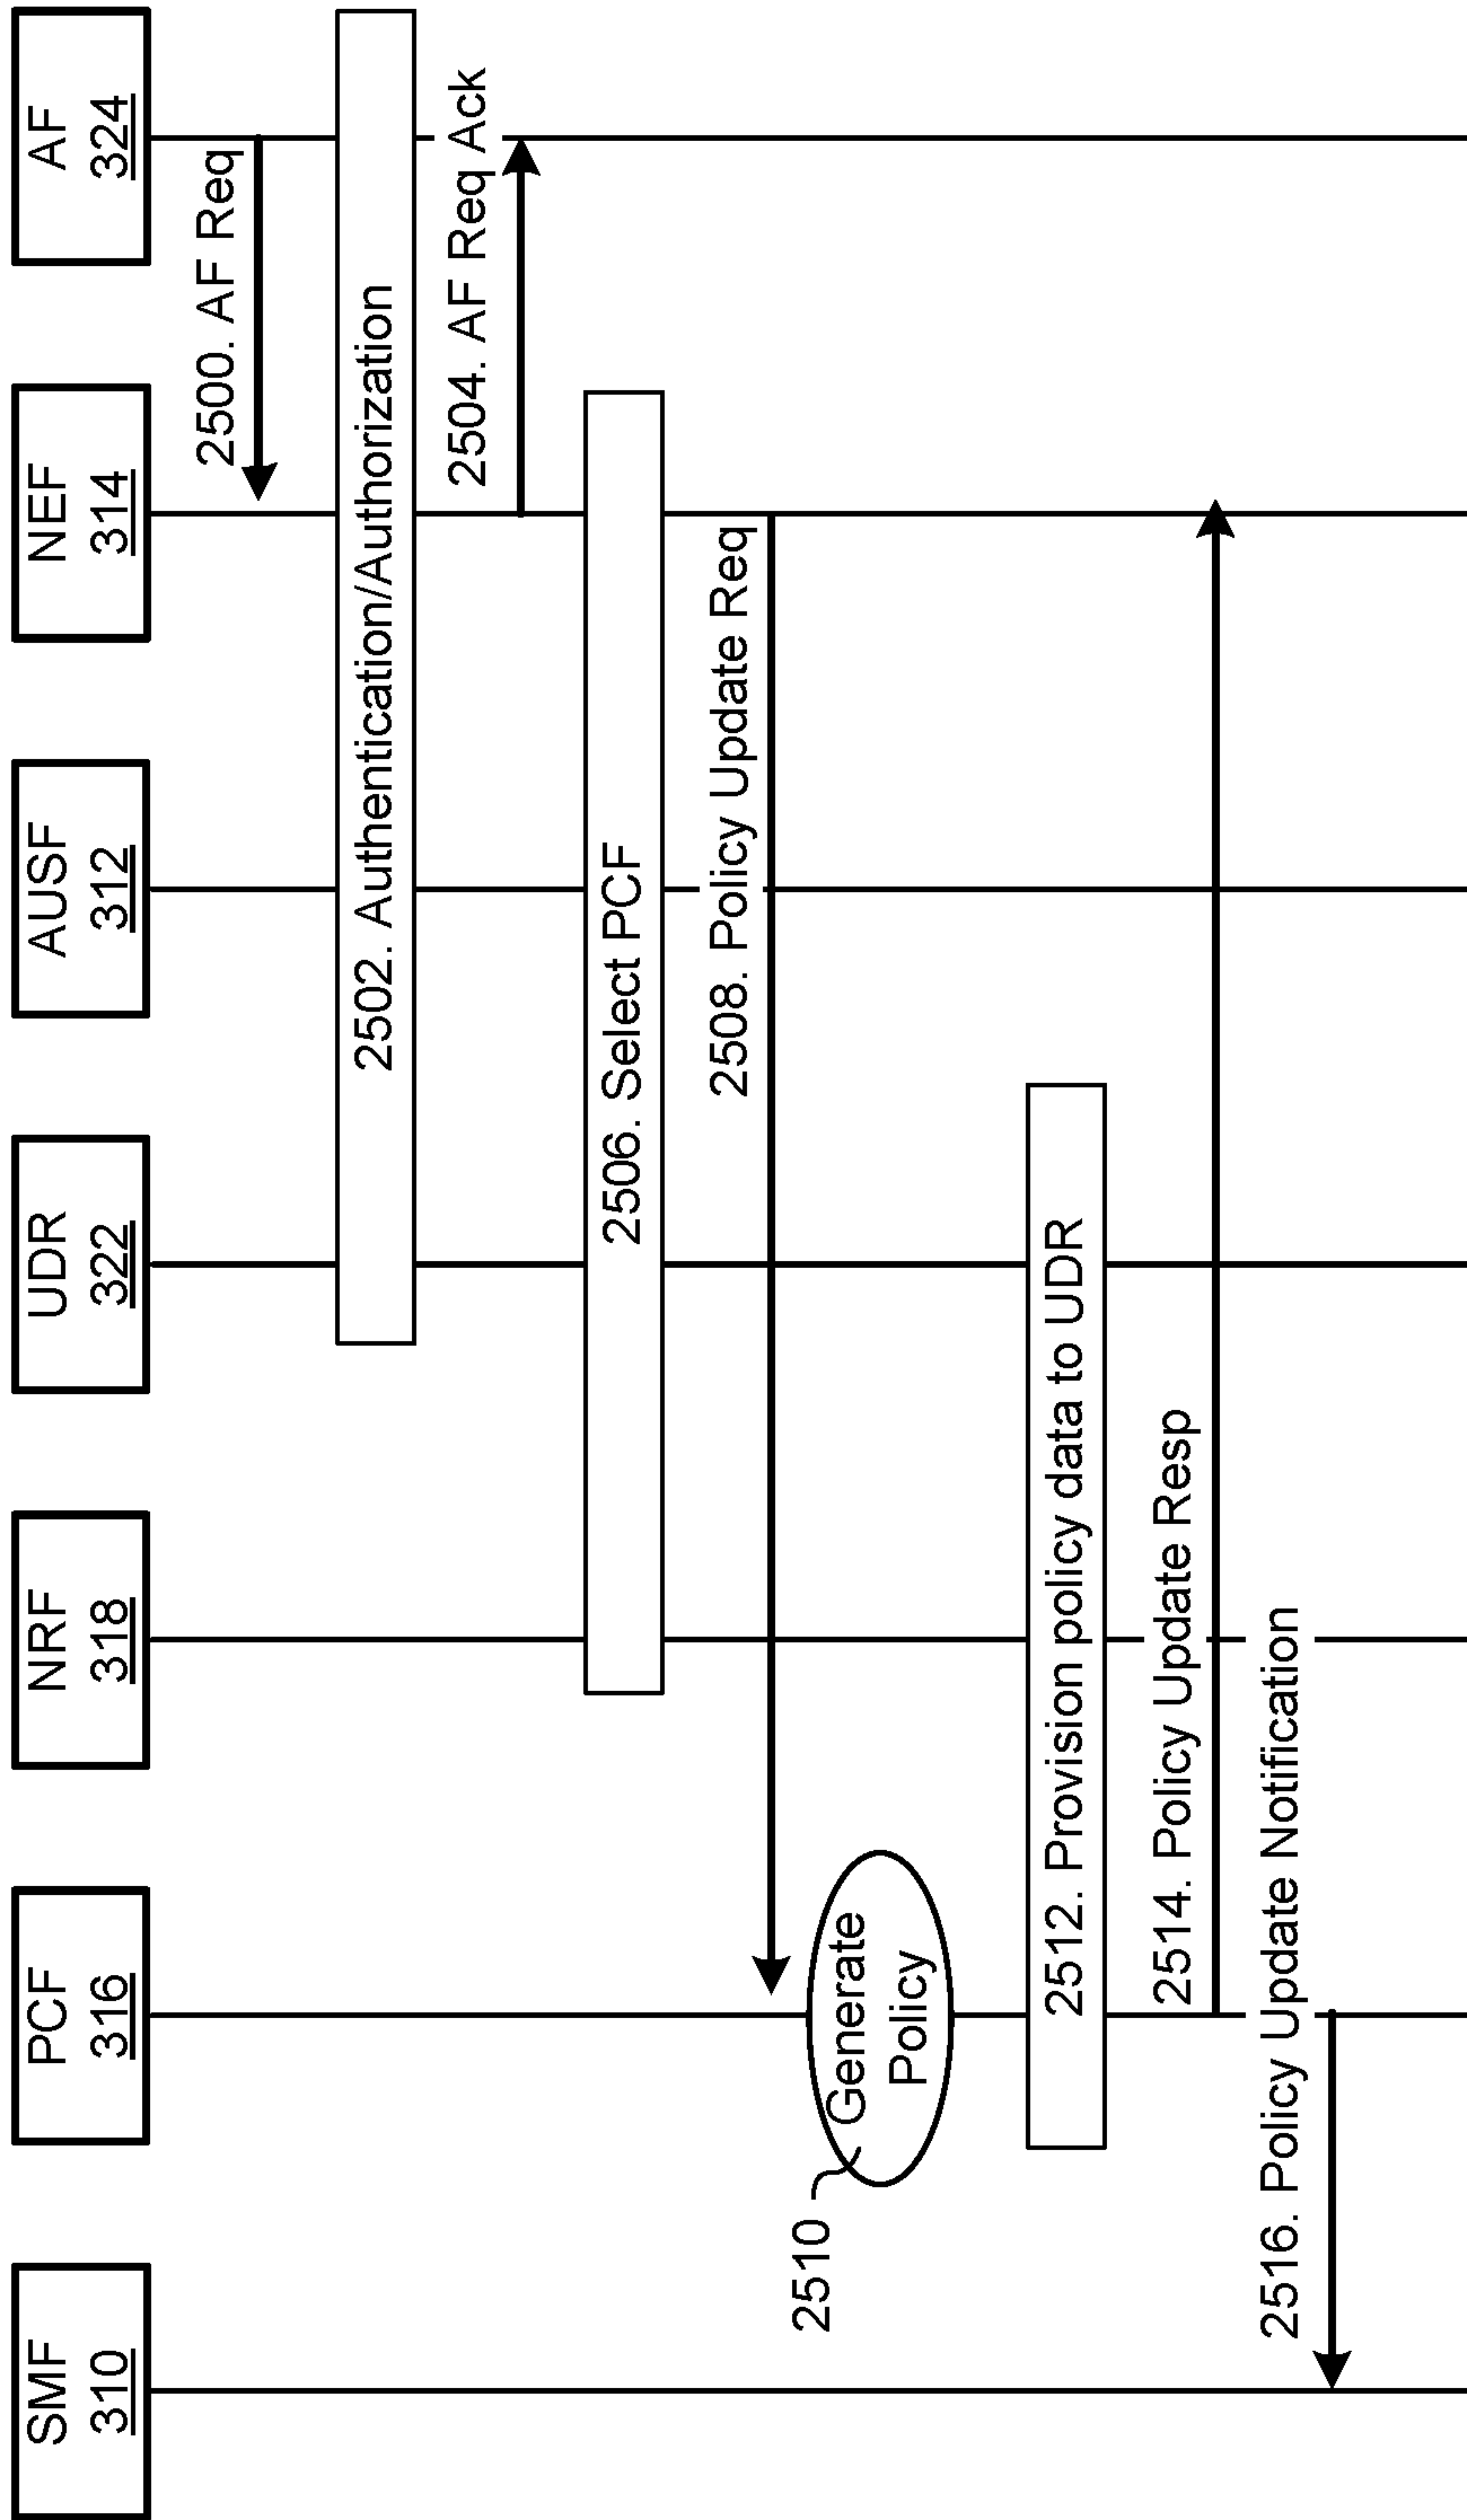 SMF
310
PCF
316
NRF
318
UDR
322
AUSF
312
NEF
314
AF
324
2500. AF Req
2502. Authentication/Authorization
2504. AF Req Ack
2506. Select PCF
2508. Policy Update Req
2510
Generate
Policy
2512. Provision policy data to UDR
2514. Policy Update Resp
2516. Policy Update Notification